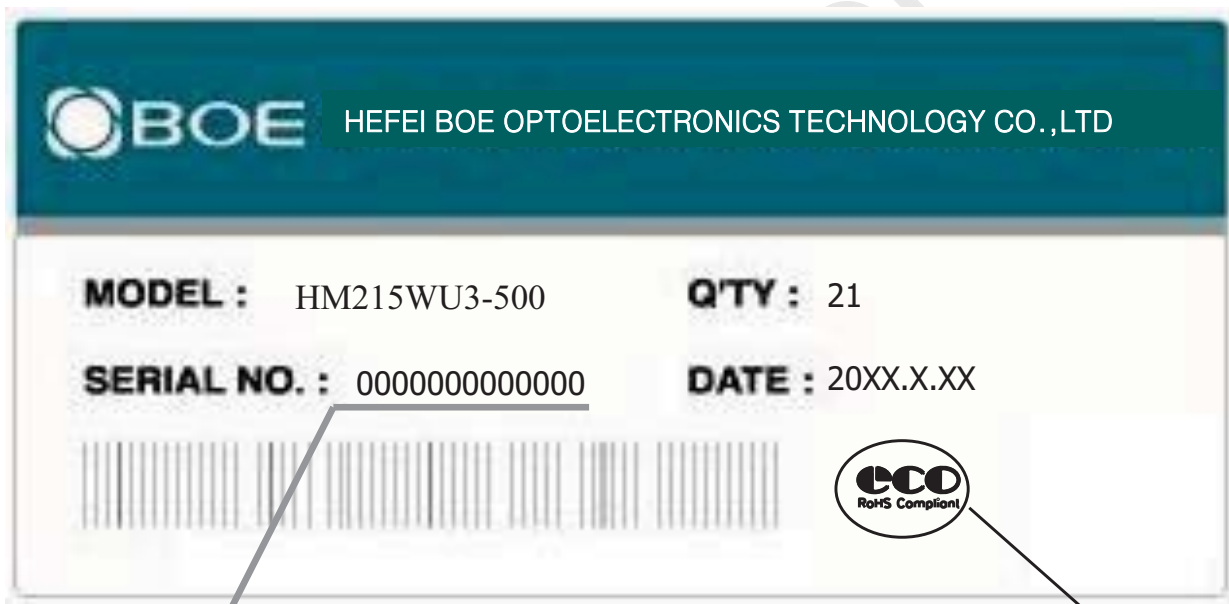 BOE HEFEI BOE OPTOELECTRONICS TECHNOLOGY CO.,LTD
MODEL : HM215WU3-500 Q'TY : 21
SERIAL NO. : 0000000000000 DATE : 20XX.X.XX
eco
RoHS Compliant